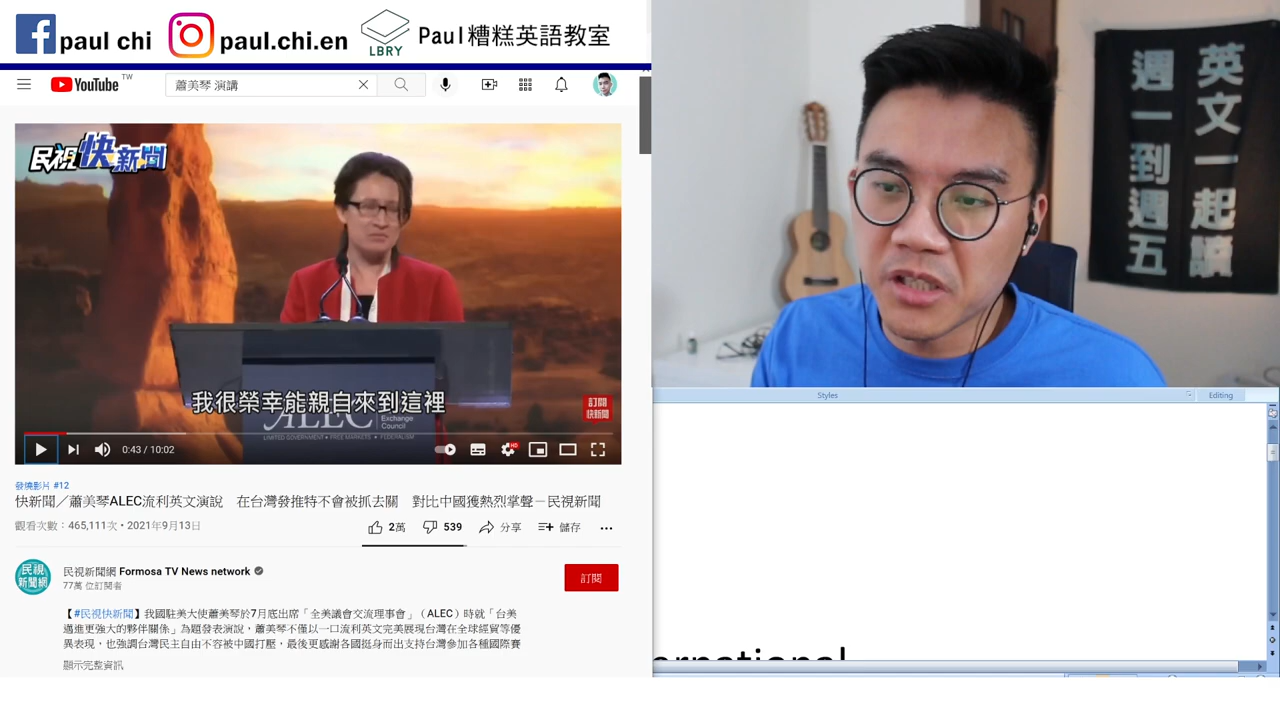 paul chi
paul.chi.en
LBRY
Paul糟糕英語教室
YouTube TW
蕭美琴 演講
民視快新聞
我很榮幸能親自來到這裡
ALEC
Exchange
Council
LIMITED GOVERNMENT • FREE MARKETS • FEDERALISM
訂閱
快新聞
0:43 / 10:02
HD
發燒影片 #12
快新聞／蕭美琴ALEC流利英文演說 在台灣發推特不會被抓去關 對比中國獲熱烈掌聲－民視新聞
觀看次數：465,111次 • 2021年9月13日
2萬
539
分享
儲存
民視新聞網
民視新聞網 Formosa TV News network
77萬 位訂閱者
訂閱
【#民視快新聞】我國駐美大使蕭美琴於7月底出席「全美議會交流理事會」（ALEC）時就「台美
邁進更強大的夥伴關係」為題發表演說，蕭美琴不僅以一口流利英文完美展現台灣在全球經貿等優
異表現，也強調台灣民主自由不容被中國打壓，最後更感謝各國挺身而出支持台灣參加各種國際賽
顯示完整資訊
英文一起讀
週一到週五
Styles
Editing
ernational